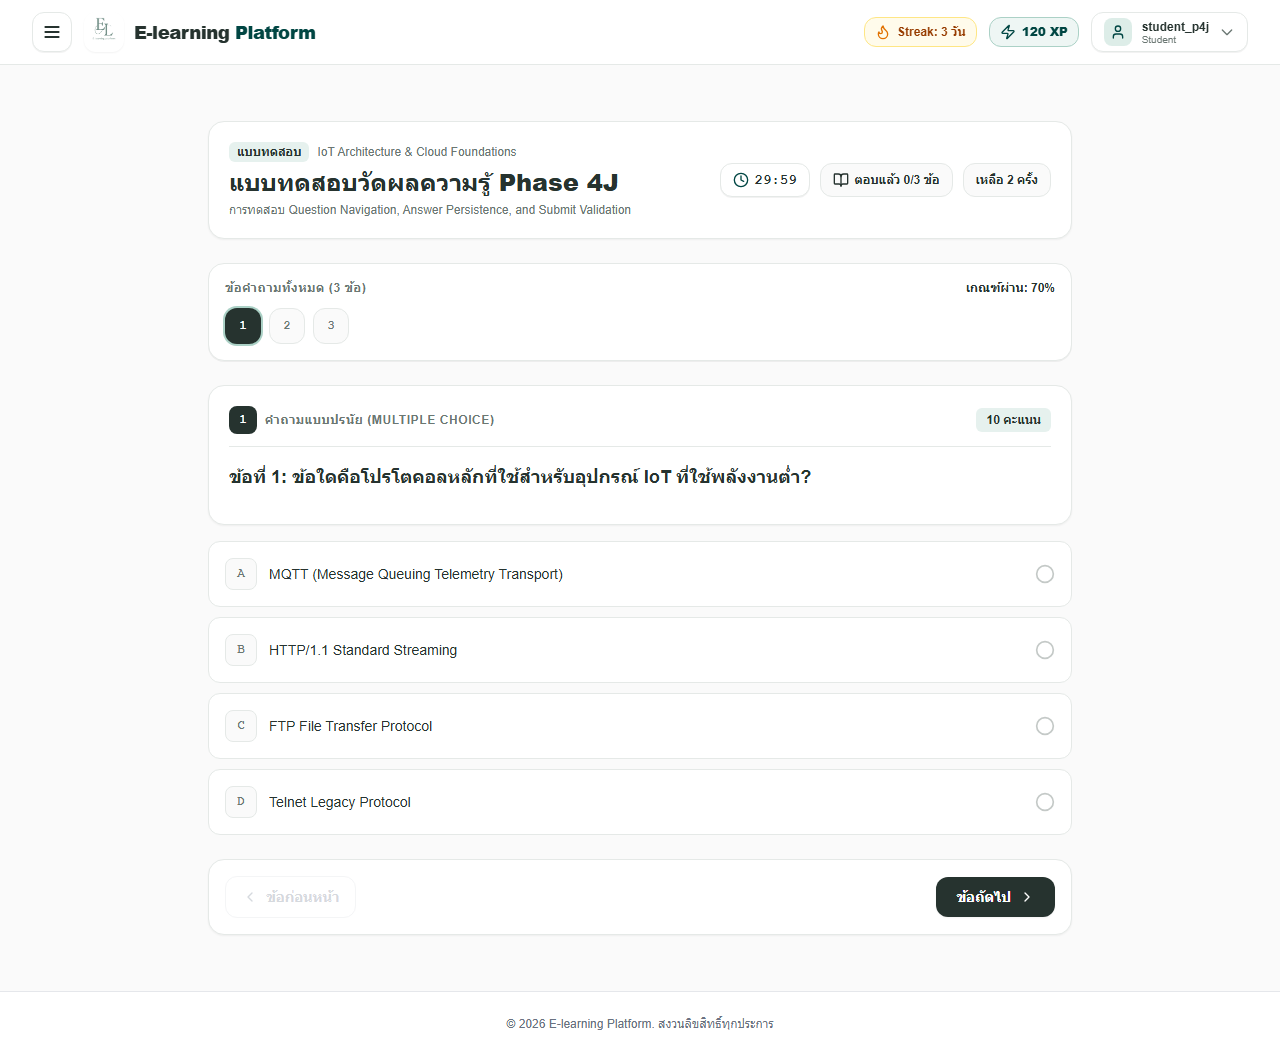 E-learning Platform
Streak: 3 วัน
120 XP
student_p4j
Student
แบบทดสอบ IoT Architecture & Cloud Foundations
แบบทดสอบวัดผลความรู้ Phase 4J
การทดสอบ Question Navigation, Answer Persistence, and Submit Validation
29:59
ตอบแล้ว 0/3 ข้อ
เหลือ 2 ครั้ง
ข้อคำถามทั้งหมด (3 ข้อ)
เกณฑ์ผ่าน: 70%
1 2 3
1 คำถามแบบปรนัย (MULTIPLE CHOICE)
10 คะแนน
ข้อที่ 1: ข้อใดคือโปรโตคอลหลักที่ใช้สำหรับอุปกรณ์ IoT ที่ใช้พลังงานต่ำ?
A MQTT (Message Queuing Telemetry Transport)
B HTTP/1.1 Standard Streaming
C FTP File Transfer Protocol
D Telnet Legacy Protocol
ข้อก่อนหน้า
ข้อถัดไป
© 2026 E-learning Platform. สงวนลิขสิทธิ์ทุกประการ